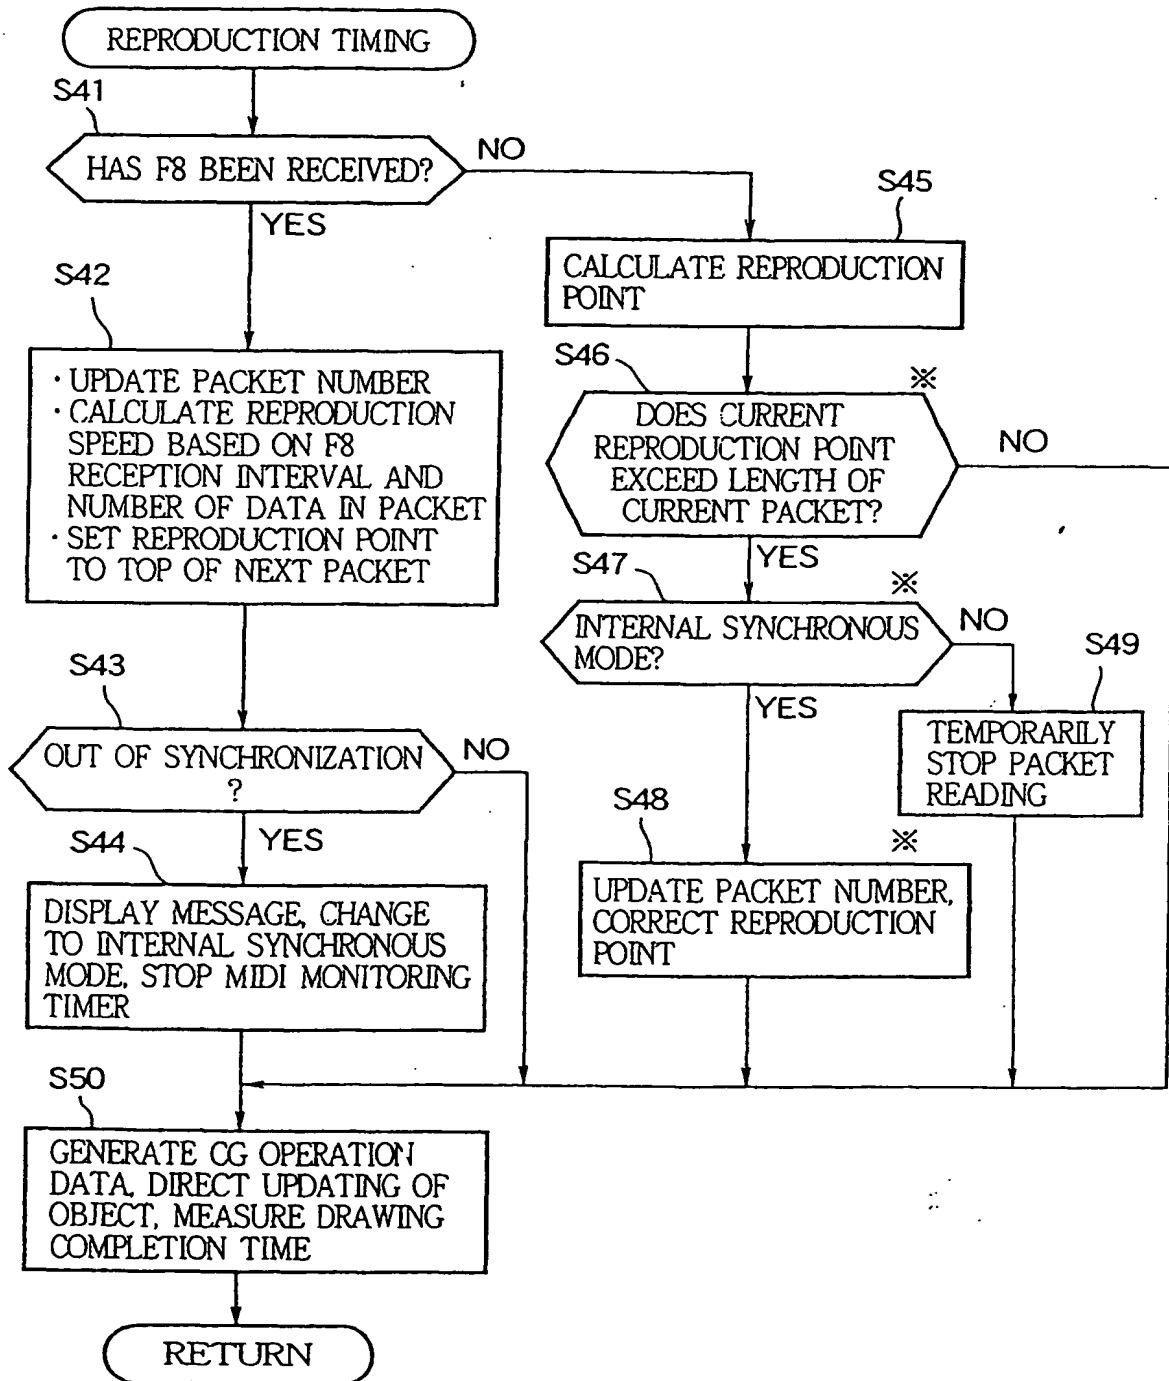 REPRODUCTION TIMING
S41
HAS F8 BEEN RECEIVED?
NO
YES
S42
· UPDATE PACKET NUMBER
· CALCULATE REPRODUCTION
SPEED BASED ON F8
RECEPTION INTERVAL AND
NUMBER OF DATA IN PACKET
· SET REPRODUCTION POINT
TO TOP OF NEXT PACKET
S43
OUT OF SYNCHRONIZATION
?
NO
YES
S44
DISPLAY MESSAGE, CHANGE
TO INTERNAL SYNCHRONOUS
MODE, STOP MIDI MONITORING
TIMER
S45
CALCULATE REPRODUCTION
POINT
S46
※
DOES CURRENT
REPRODUCTION POINT
EXCEED LENGTH OF
CURRENT PACKET?
NO
YES
S47
※
INTERNAL SYNCHRONOUS
MODE?
NO
YES
S49
TEMPORARILY
STOP PACKET
READING
S48
※
UPDATE PACKET NUMBER,
CORRECT REPRODUCTION
POINT
S50
GENERATE CG OPERATION
DATA, DIRECT UPDATING OF
OBJECT, MEASURE DRAWING
COMPLETION TIME
RETURN